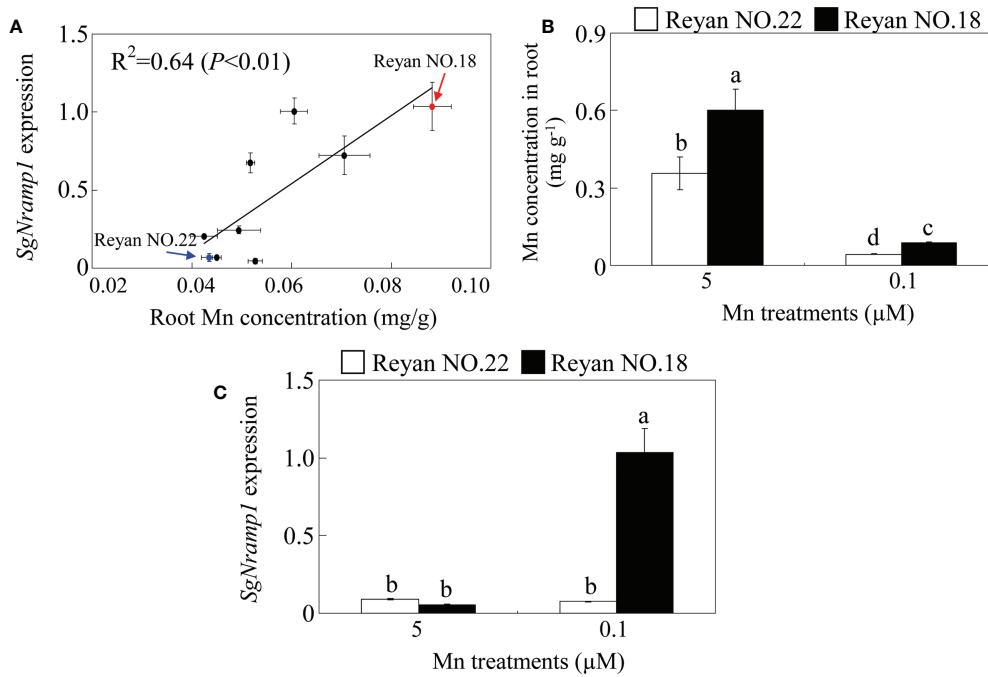 A
1.5
1.0
0.5
0
SgNramp1 expression
R²=0.64 (P<0.01)
Reyan NO.18
Reyan NO.22
0.02 0.04 0.06 0.08 0.10
Root Mn concentration (mg/g)
B
Reyan NO.22 Reyan NO.18
0.9
0.6
0.3
0
Mn concentration in root
(mg g⁻¹)
b a d c
5 0.1
Mn treatments (μM)
C
Reyan NO.22 Reyan NO.18
1.5
1.0
0.5
0
SgNramp1 expression
b b b a
5 0.1
Mn treatments (μM)